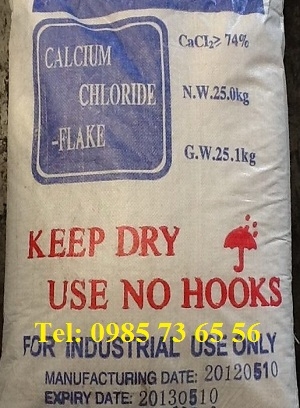 CALCIUM
CHLORIDE
-FLAKE
CaCl₂≥ 74%
N.W.25.0kg
G.W.25.1kg
KEEP DRY
USE NO HOOKS
Tel: 0985 73 65 56
FOR INDUSTRIAL USE ONLY
MANUFACTURING DATE: 20120510
EXPIRY DATE: 20130510